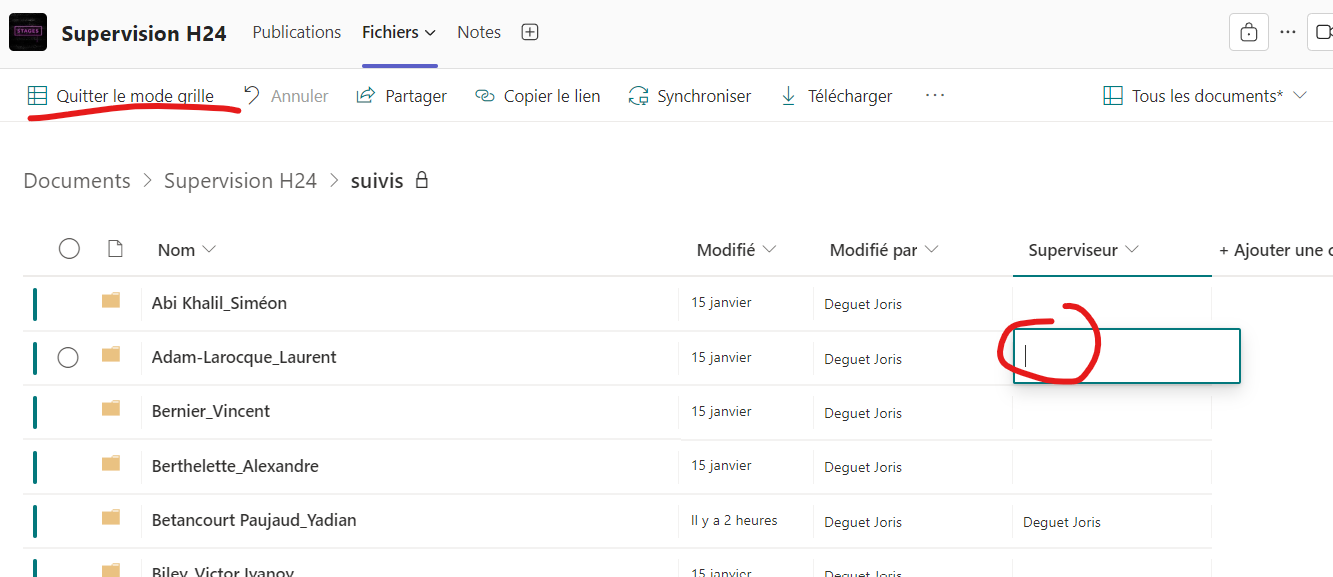 STAGES
Supervision H24 Publications Fichiers Notes
Quitter le mode grille Annuler Partager Copier le lien Synchroniser Télécharger ... Tous les documents*
Documents > Supervision H24 > suivis
Nom Modifié Modifié par Superviseur + Ajouter une c
Abi Khalil_Siméon 15 janvier Deguet Joris
Adam-Larocque_Laurent 15 janvier Deguet Joris
Bernier_Vincent 15 janvier Deguet Joris
Berthelette_Alexandre 15 janvier Deguet Joris
Betancourt Paujaud_Yadian Il y a 2 heures Deguet Joris Deguet Joris
Biley_Victor Ivanov 15 janvier Deguet Joris